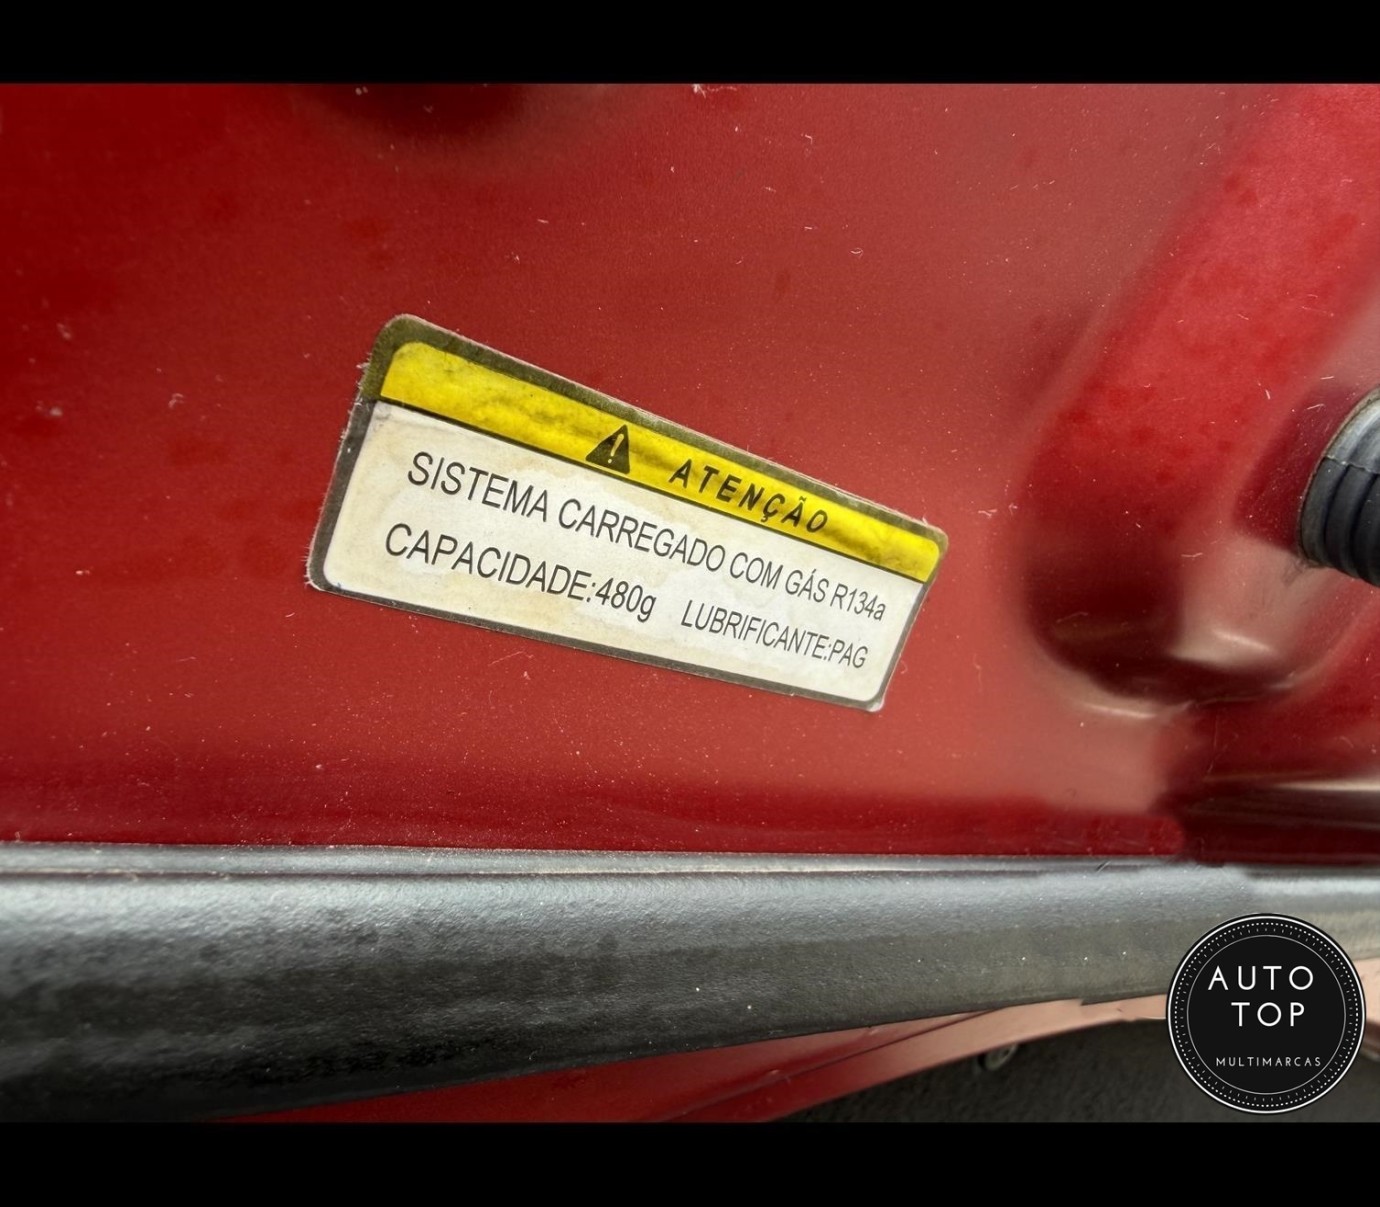 ATENÇÃO
SISTEMA CARREGADO COM GÁS R134a
CAPACIDADE:480g LUBRIFICANTE:PAG
AUTO
TOP
MULTIMARCAS